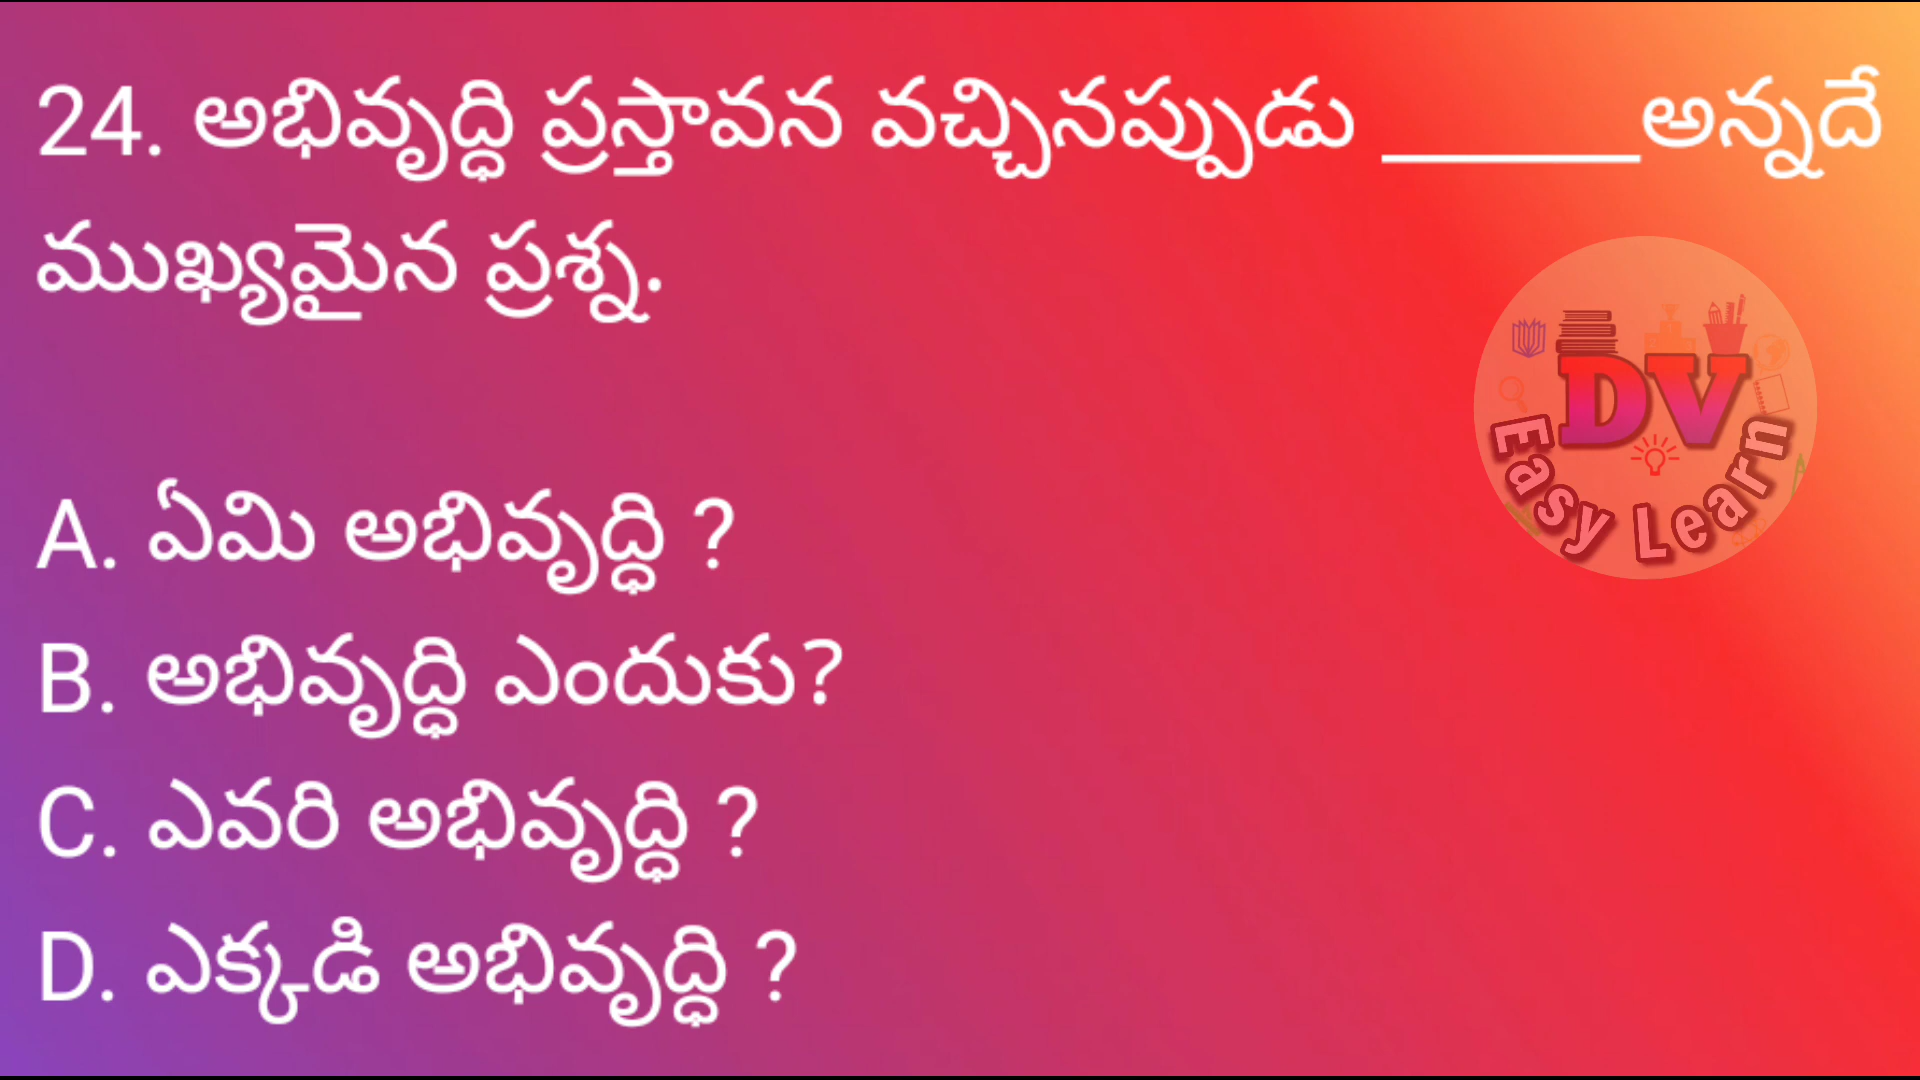 24. అభివృద్ధి ప్రస్తావన వచ్చినప్పుడు ______అన్నదే
ముఖ్యమైన ప్రశ్న.
DV
Easy Learn
A. ఏమి అభివృద్ధి ?
B. అభివృద్ధి ఎందుకు?
C. ఎవరి అభివృద్ధి ?
D. ఎక్కడి అభివృద్ధి ?